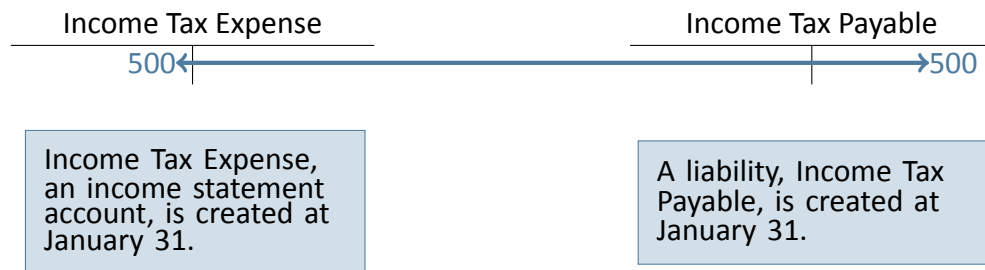 Income Tax Expense Income Tax Payable
500 500
Income Tax Expense,
an income statement
account, is created at
January 31.
A liability, Income Tax
Payable, is created at
January 31.